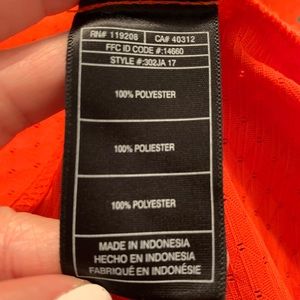 RN# 119208 CA# 40312
FFC ID CODE #:14660
STYLE #:302JA 17
100% POLYESTER
100% POLIESTER
100% POLYESTER
MADE IN INDONESIA
HECHO EN INDONESIA
FABRIQUÉ EN INDONÉSIE